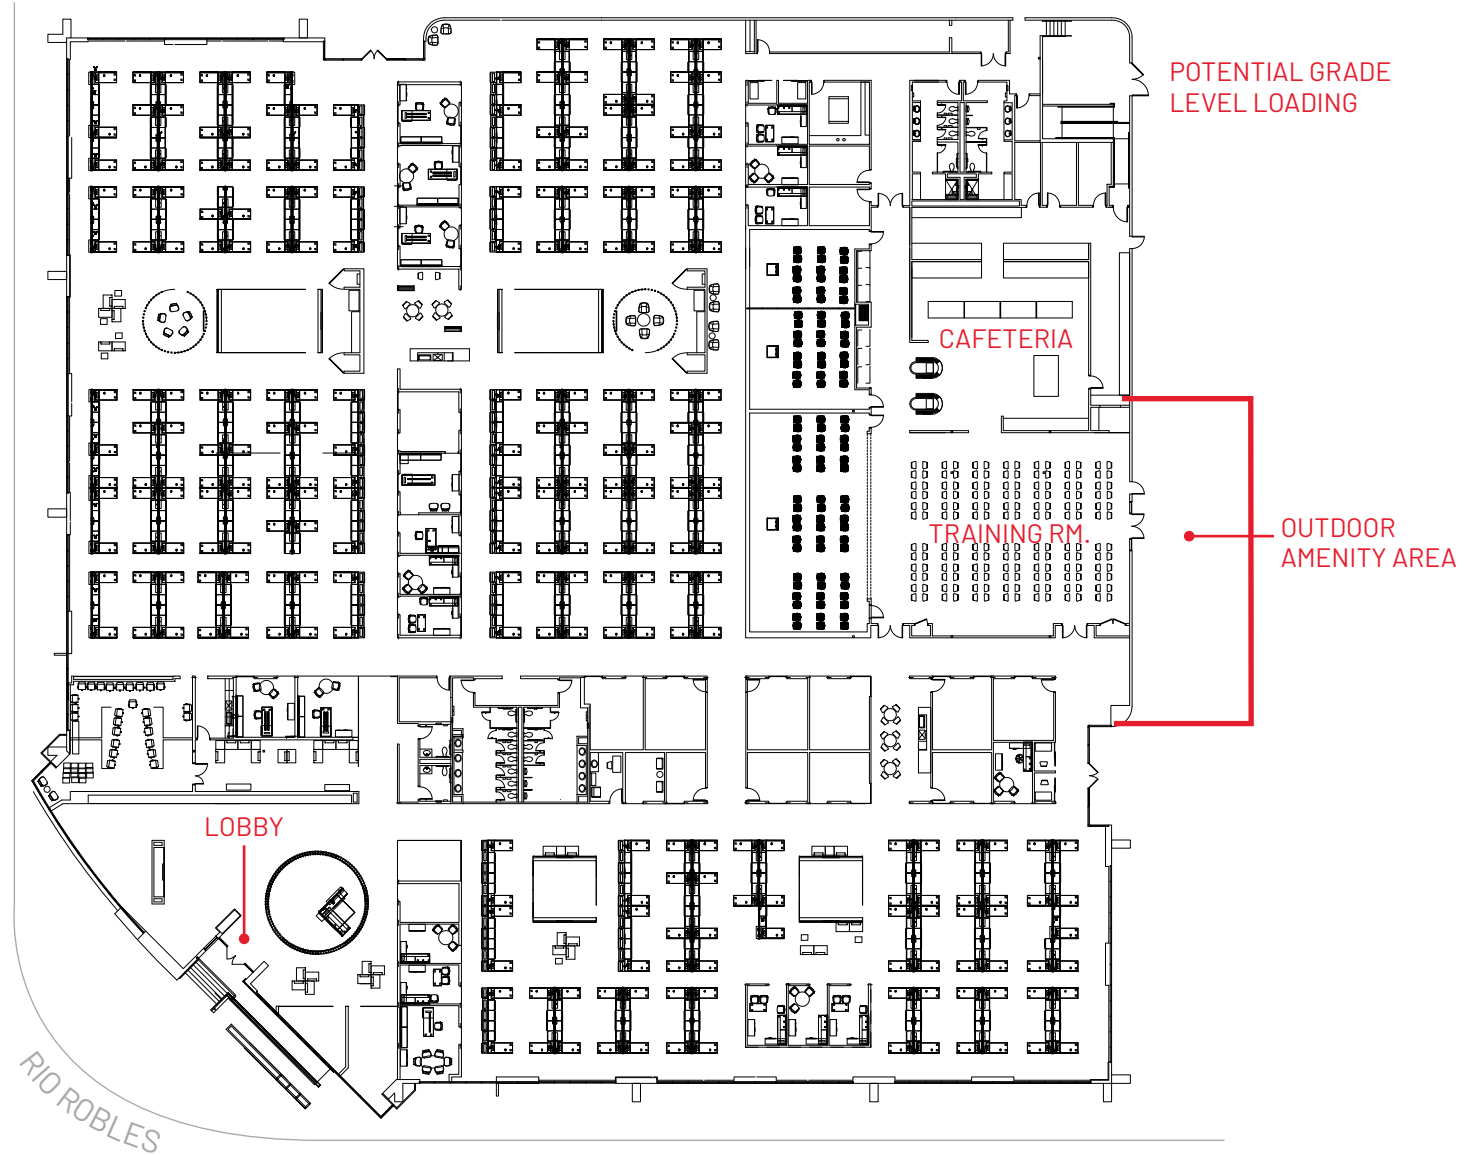 POTENTIAL GRADE
LEVEL LOADING
CAFETERIA
TRAINING RM.
OUTDOOR
AMENITY AREA
LOBBY
RIO ROBLES